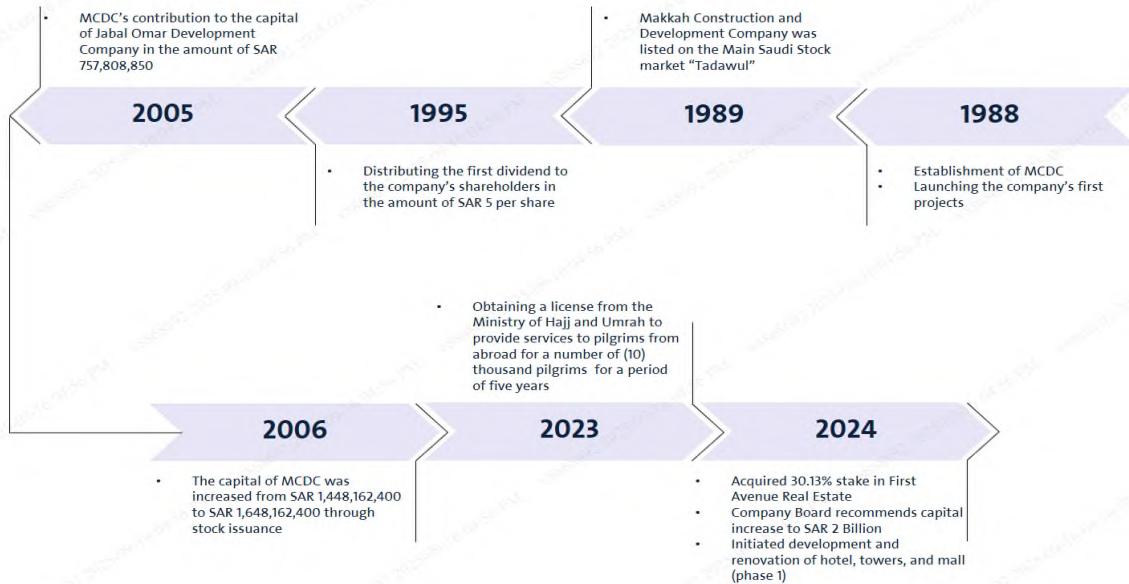 • MCDC’s contribution to the capital
of Jabal Omar Development
Company in the amount of SAR
757,808,850
• Makkah Construction and
Development Company was
listed on the Main Saudi Stock
market “Tadawul”
2005
1995
1989
1988
• Distributing the first dividend to
the company’s shareholders in
the amount of SAR 5 per share
• Establishment of MCDC
• Launching the company’s first
projects
• Obtaining a license from the
Ministry of Hajj and Umrah to
provide services to pilgrims from
abroad for a number of (10)
thousand pilgrims for a period
of five years
2006
2023
2024
• The capital of MCDC was
increased from SAR 1,448,162,400
to SAR 1,648,162,400 through
stock issuance
• Acquired 30.13% stake in First
Avenue Real Estate
• Company Board recommends capital
increase to SAR 2 Billion
• Initiated development and
renovation of hotel, towers, and mall
(phase 1)